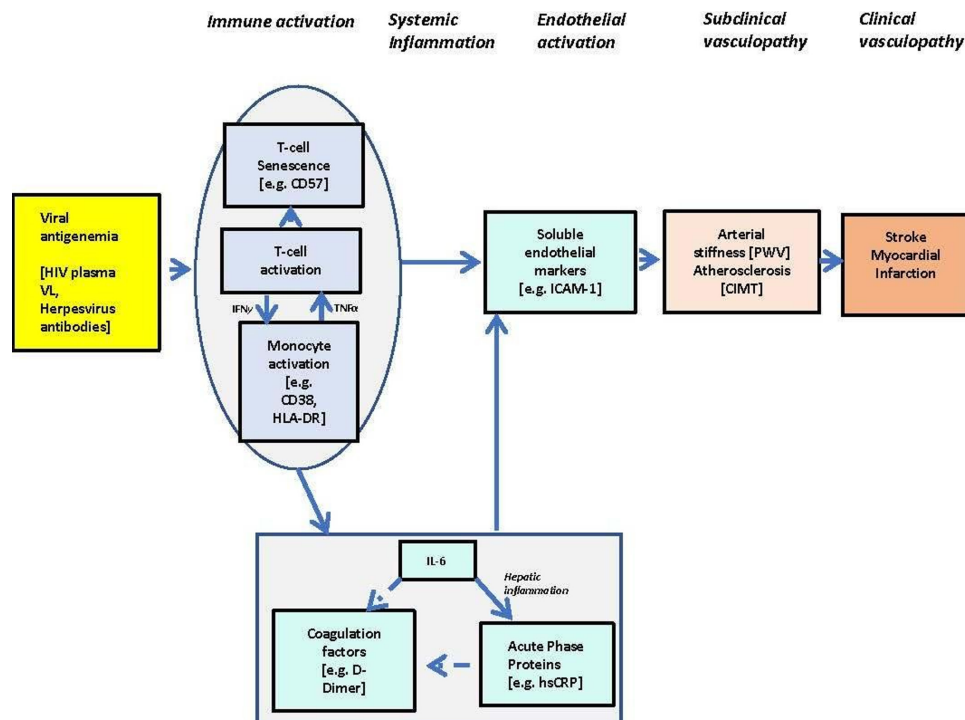 Immune activation
Systemic
Inflammation
Endothelial
activation
Subclinical
vasculopathy
Clinical
vasculopathy
Viral
antigenemia
[HIV plasma
VL,
Herpesvirus
antibodies]
T-cell
Senescence
[e.g. CD57]
T-cell
activation
IFNγ
TNFα
Monocyte
activation
[e.g.
CD38,
HLA-DR]
Soluble
endothelial
markers
[e.g. ICAM-1]
Arterial
stiffness [PWV]
Atherosclerosis
[CIMT]
Stroke
Myocardial
Infarction
IL-6
Hepatic
inflammation
Coagulation
factors
[e.g. D-
Dimer]
Acute Phase
Proteins
[e.g. hsCRP]